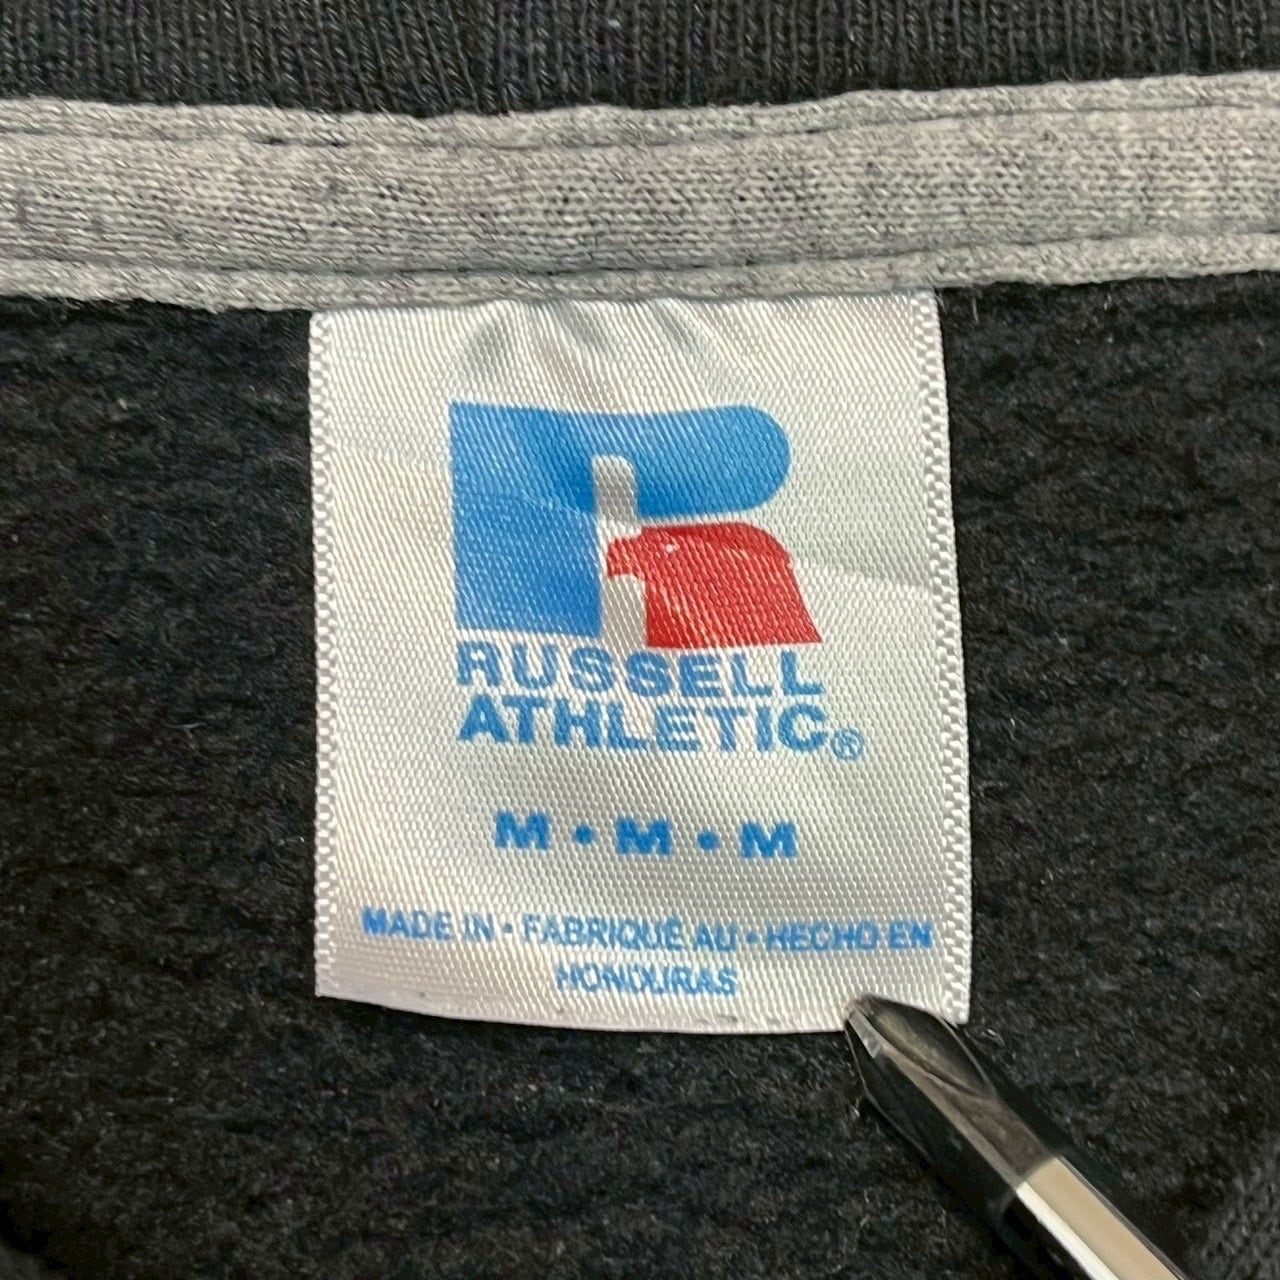 RUSSELL
ATHLETIC®
M • M • M
MADE IN • FABRIQUÉ AU • HECHO EN
HONDURAS